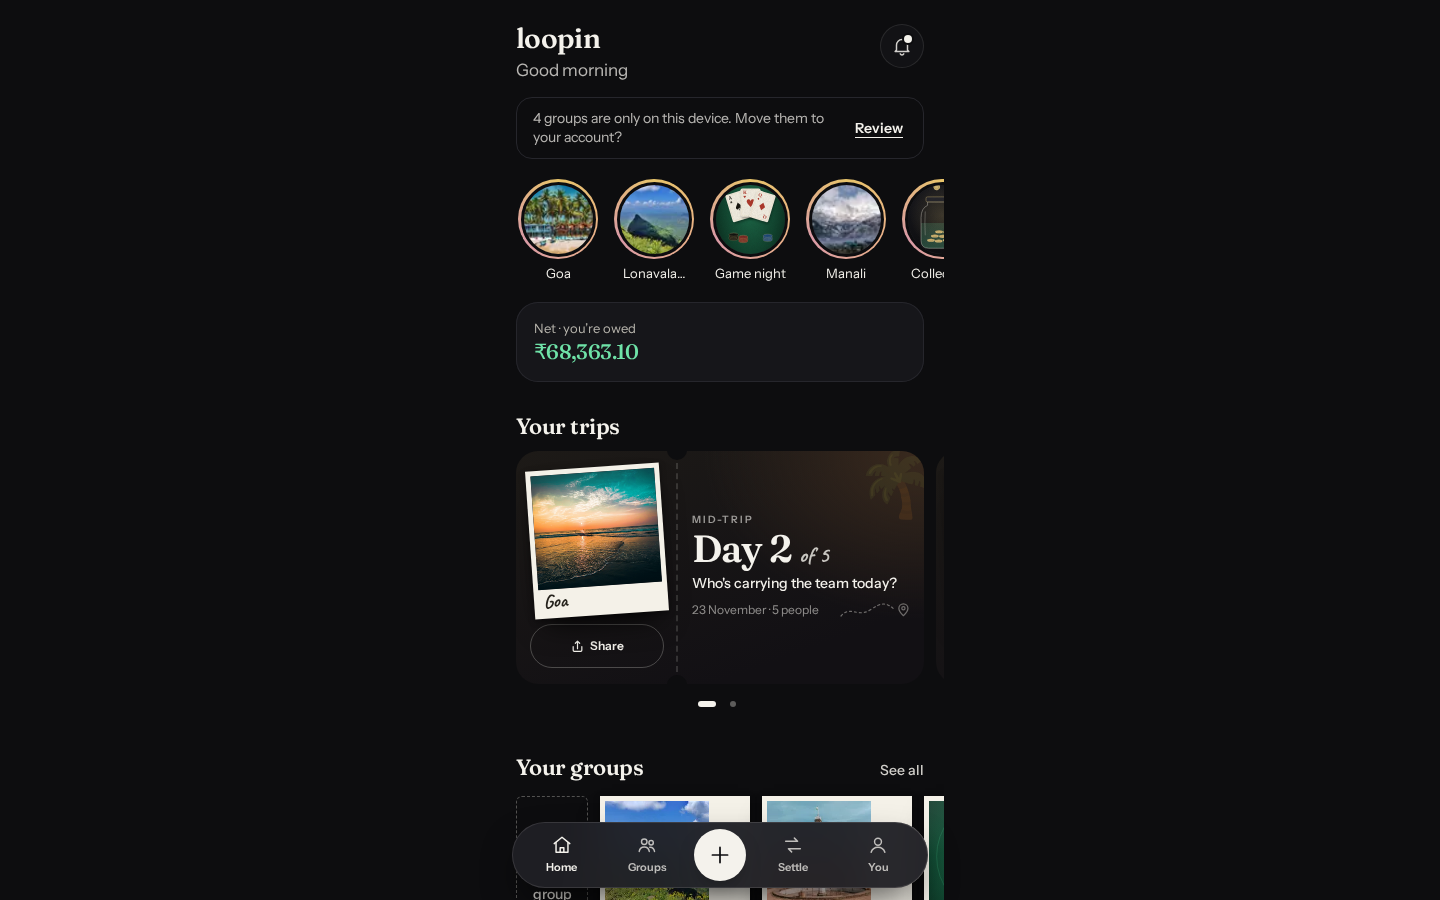 loopin
Good morning
4 groups are only on this device. Move them to
your account?
Review
Goa
Lonavala...
Game night
Manali
Net · you're owed
₹68,363.10
Your trips
MID-TRIP
Day 2 of 5
Who's carrying the team today?
23 November · 5 people
Goa
Share
Your groups
See all
group
Home
Groups
Settle
You